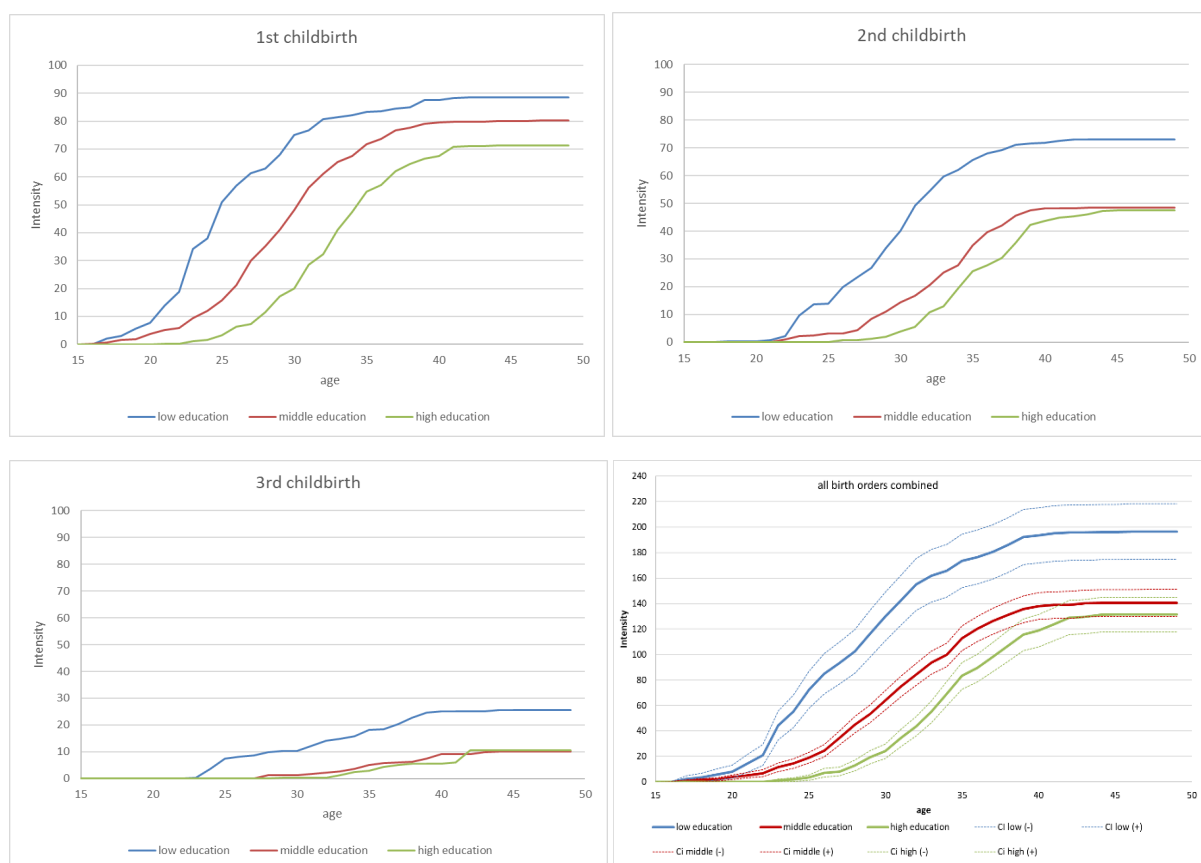 1st childbirth
100
90
80
70
60
50
40
30
20
10
0
Intensity
15 20 25 30 35 40 45 50
age
low education middle education high education
2nd childbirth
100
90
80
70
60
50
40
30
20
10
0
Intensity
15 20 25 30 35 40 45 50
age
low education middle education high education
3rd childbirth
100
90
80
70
60
50
40
30
20
10
0
Intensity
15 20 25 30 35 40 45 50
age
low education middle education high education
all birth orders combined
240
220
200
180
160
140
120
100
80
60
40
20
0
Intensity
15 20 25 30 35 40 45 50
age
low education middle education high education CI low (-) CI low (+)
Ci middle (-) Ci middle (+) Ci high (-) Ci high (+)